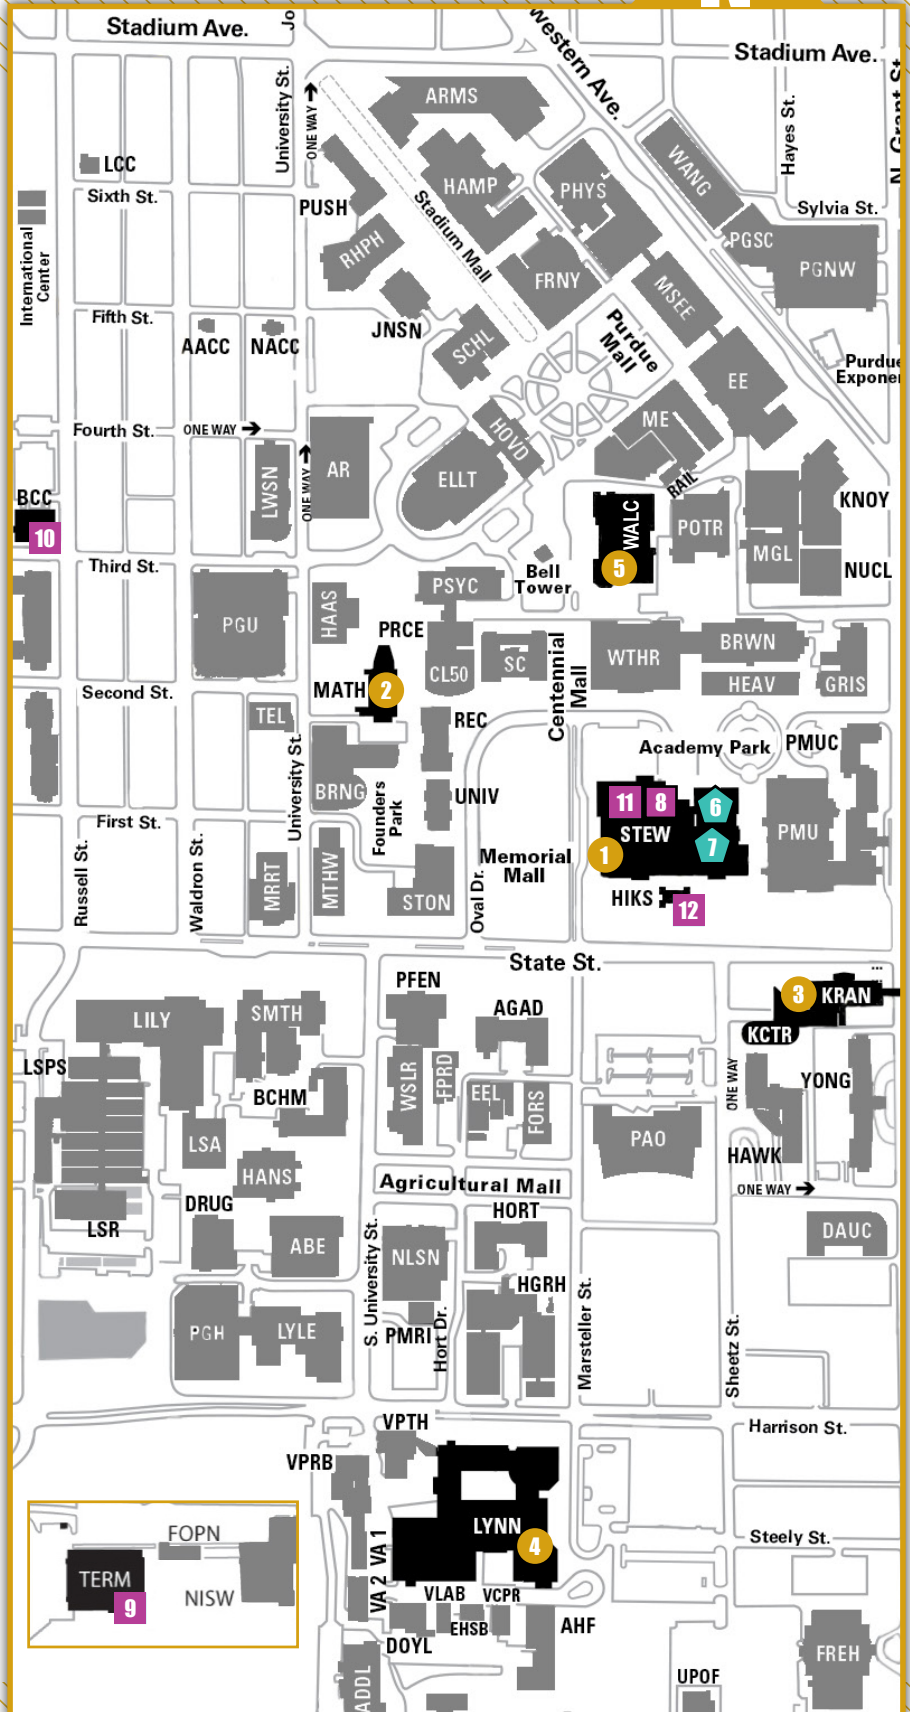 Stadium Ave.
Jo
Western Ave.
Stadium Ave.
N. Grant St.
Hayes St.
University St.
ONE WAY
ARMS
LCC
WANG
Sixth St.
PUSH
HAMP
PHYS
Sylvia St.
International
Center
RHPH
Stadium Mall
PGSC
PGNW
FRNY
MSEE
Fifth St.
JNSN
AACC
NACC
SCHL
Purdue
Mall
Purdue
Exponen
EE
Fourth St.
ONE WAY
ONE WAY
HOVD
ME
LWSN
AR
ELLT
RAIL
BCC
10
WALC
5
POTR
KNOY
MGL
NUCL
Third St.
Bell
Tower
PSYC
PGU
HAAS
PRCE
CL50
SC
Centennial
Mall
WTHR
BRWN
HEAV
GRIS
MATH
2
Second St.
TEL
REC
University St.
Academy Park
PMUC
BRNG
Founders
Park
UNIV
11
8
6
STEW
7
1
PMU
First St.
Russell St.
Waldron St.
MRRT
MTHW
STON
Oval Dr.
Memorial
Mall
HIKS
12
State St.
PFEN
3
KRAN
KCTR
LILY
SMTH
AGAD
LSPS
WSLR
FPRD
EEL
FORS
BCHM
ONE WAY
YONG
LSA
PAO
HAWK
HANS
Agricultural Mall
ONE WAY
DRUG
LSR
HORT
ABE
S. University St.
NLSN
DAUC
HGRH
PGH
LYLE
PMRI
Hort Dr.
Marsteller St.
Sheetz St.
VPTH
Harrison St.
VPRB
LYNN
4
FOPN
TERM
9
NISW
VA 1
VA 2
Steely St.
VLAB
VCPR
EHSB
DOYL
AHF
ADDL
UPOF
FREH